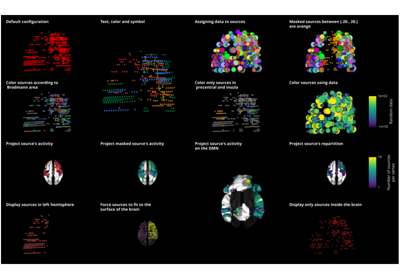 Default configuration
Text, color and symbol
Assigning data to sources
Masked sources between [-20., 20.]
are orange
Color sources according to
Brodmann area
Color only sources in
precentral and insula
Color sources using data
Random data
Project source's activity
Project masked source's activity
Project source's activity
on the DMN
Project source's repartition
Number of sources
per vertex
Display sources in left hemisphere
Force sources to fit to the
surface of the brain
Display only sources inside the brain